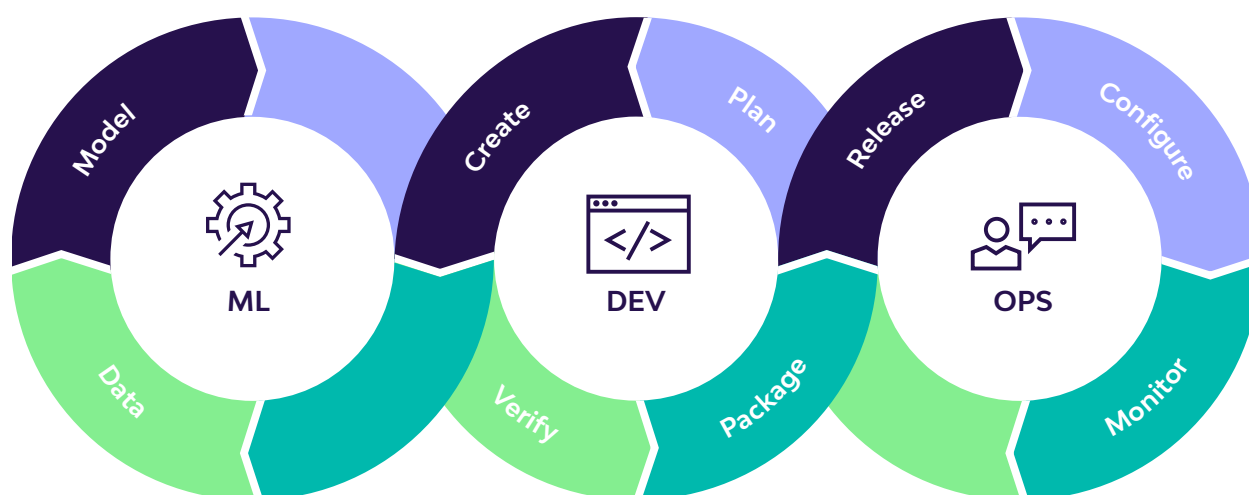 Model
Data
ML
Create
Plan
Verify
Package
</>
DEV
Release
Configure
Monitor
OPS